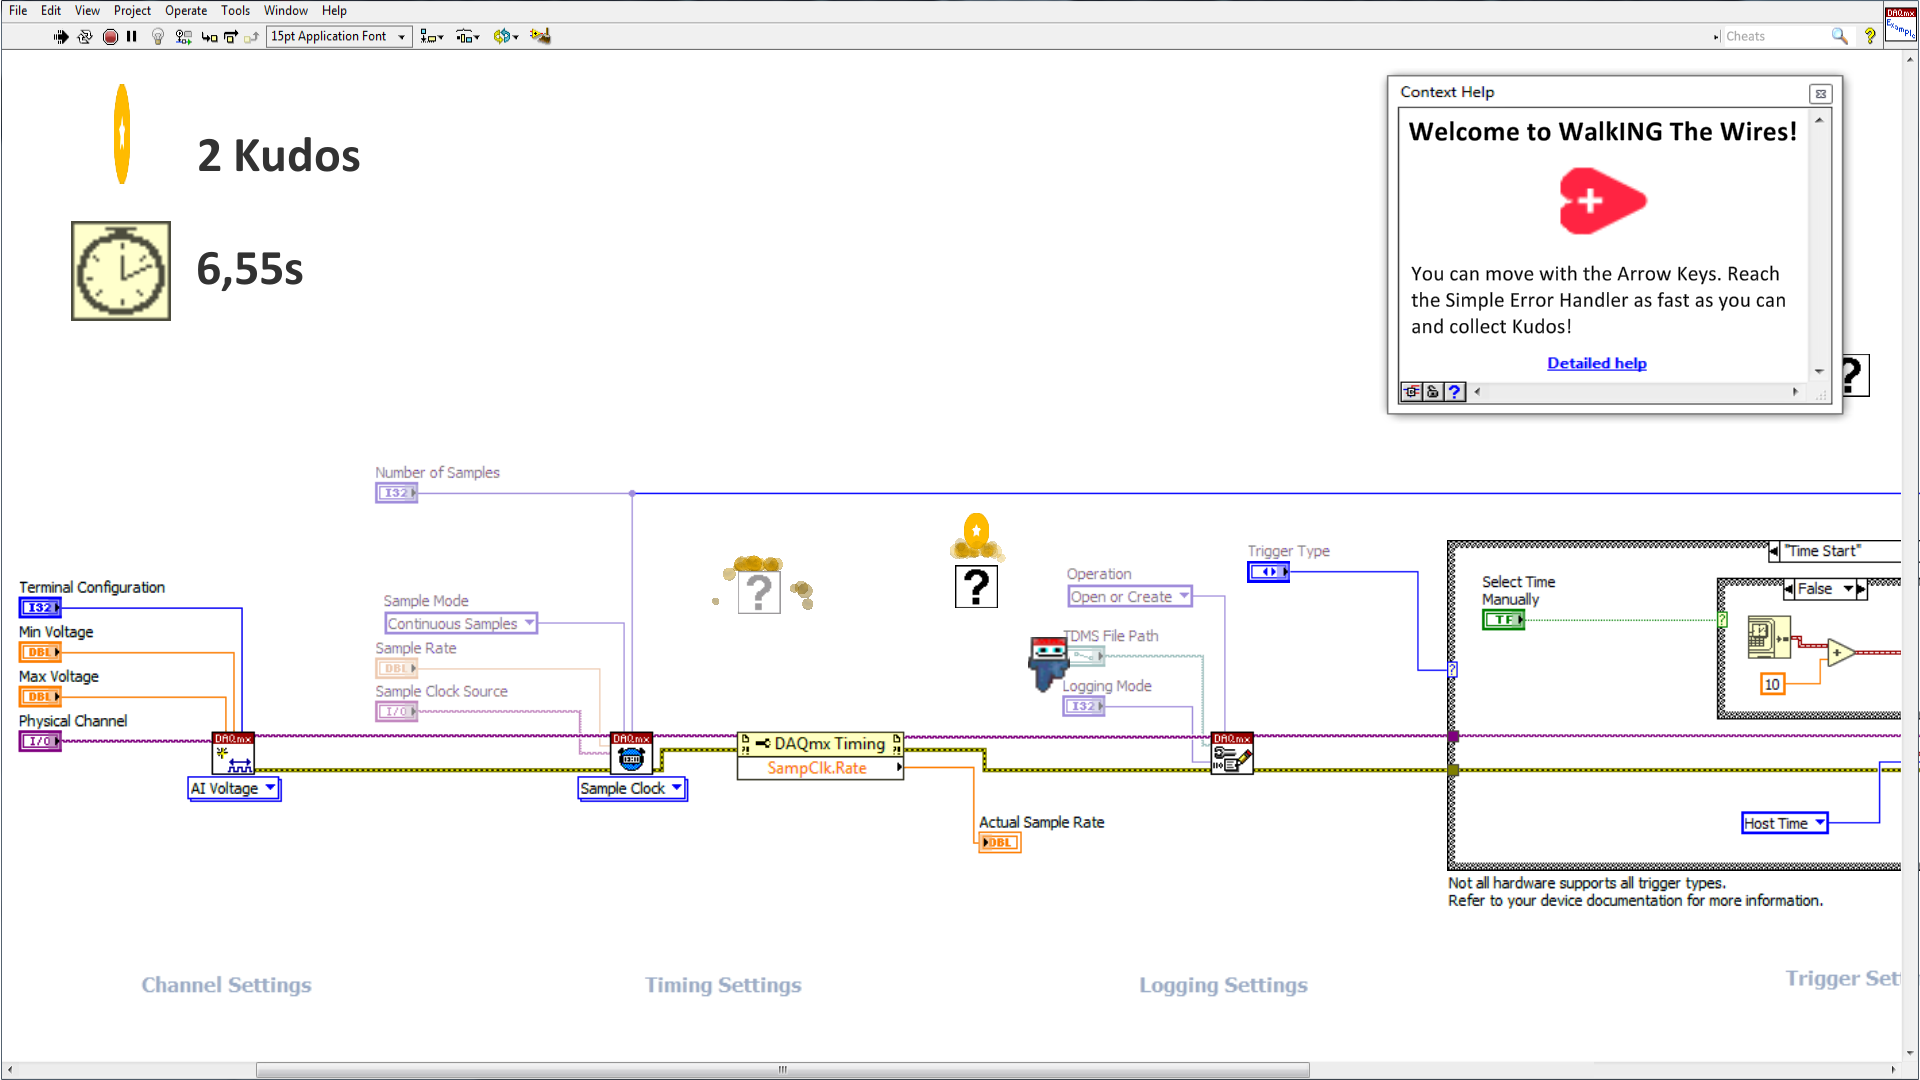 File Edit View Project Operate Tools Window Help
15pt Application Font
Cheats
?
DAQmx
Example
2 Kudos
6,55s
Context Help
Welcome to WalkING The Wires!
You can move with the Arrow Keys. Reach
the Simple Error Handler as fast as you can
and collect Kudos!
Detailed help
?
?
Number of Samples
I32
Terminal Configuration
I32
Min Voltage
DBL
Max Voltage
DBL
Physical Channel
I/O
DAQmx
AI Voltage
Sample Mode
Continuous Samples
Sample Rate
DBL
Sample Clock Source
I/O
DAQmx
Sample Clock
?
?
DAQmx Timing
SampClk.Rate
Actual Sample Rate
DBL
Operation
Open or Create
TDMS File Path
Logging Mode
I32
DAQmx
Trigger Type
?
"Time Start"
Select Time
Manually
TF
False
?
10
Host Time
Not all hardware supports all trigger types.
Refer to your device documentation for more information.
Channel Settings
Timing Settings
Logging Settings
Trigger Set